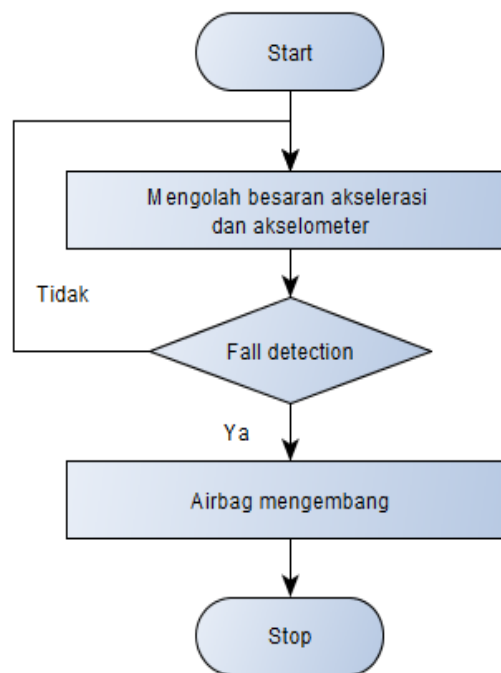 Start
Mengolah besaran akselerasi
dan akselometer
Tidak
Fall detection
Ya
Airbag mengembang
Stop